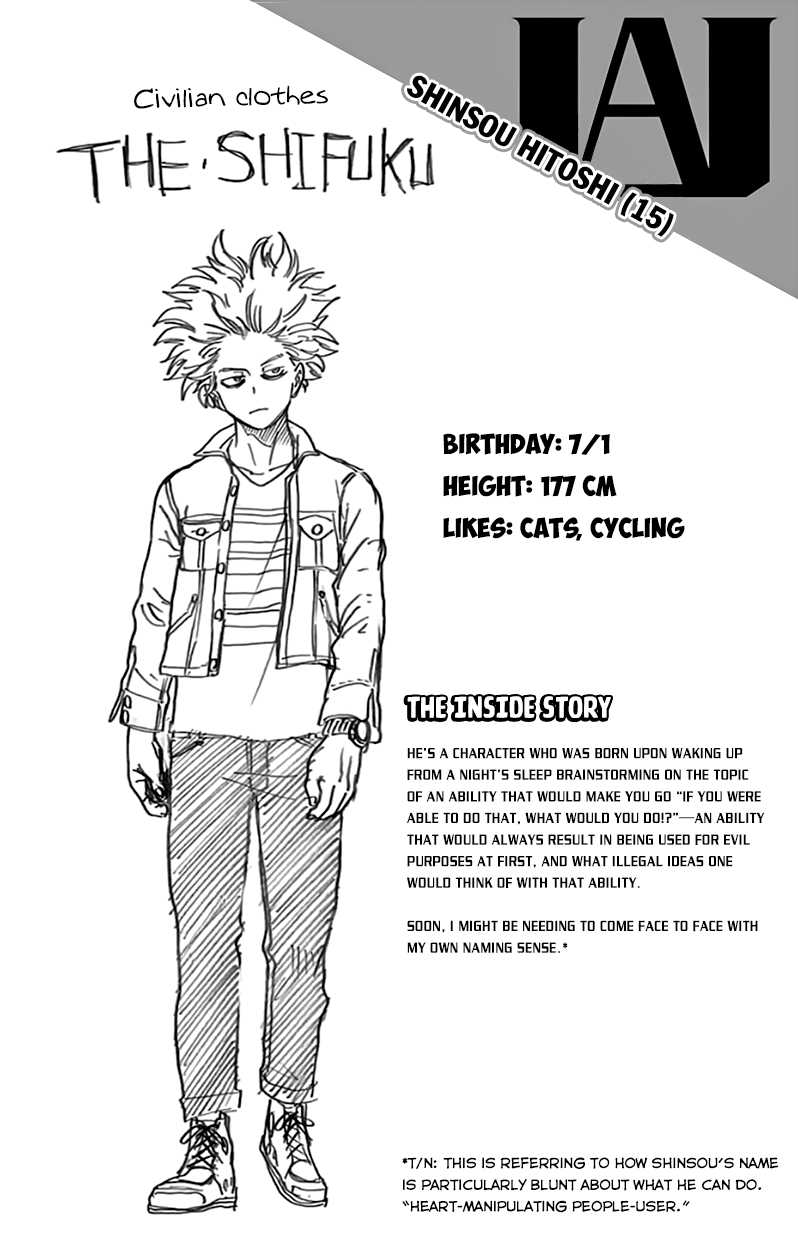 Civilian clothes
THE・SHIFUKU
UA
SHINSOU HITOSHI (15)
BIRTHDAY: 7/1
HEIGHT: 177 CM
LIKES: CATS, CYCLING
THE INSIDE STORY
HE'S A CHARACTER WHO WAS BORN UPON WAKING UP
FROM A NIGHT'S SLEEP BRAINSTORMING ON THE TOPIC
OF AN ABILITY THAT WOULD MAKE YOU GO "IF YOU WERE
ABLE TO DO THAT, WHAT WOULD YOU DO!?"—AN ABILITY
THAT WOULD ALWAYS RESULT IN BEING USED FOR EVIL
PURPOSES AT FIRST, AND WHAT ILLEGAL IDEAS ONE
WOULD THINK OF WITH THAT ABILITY.
SOON, I MIGHT BE NEEDING TO COME FACE TO FACE WITH
MY OWN NAMING SENSE.*
*T/N: THIS IS REFERRING TO HOW SHINSOU'S NAME
IS PARTICULARLY BLUNT ABOUT WHAT HE CAN DO.
"HEART-MANIPULATING PEOPLE-USER."